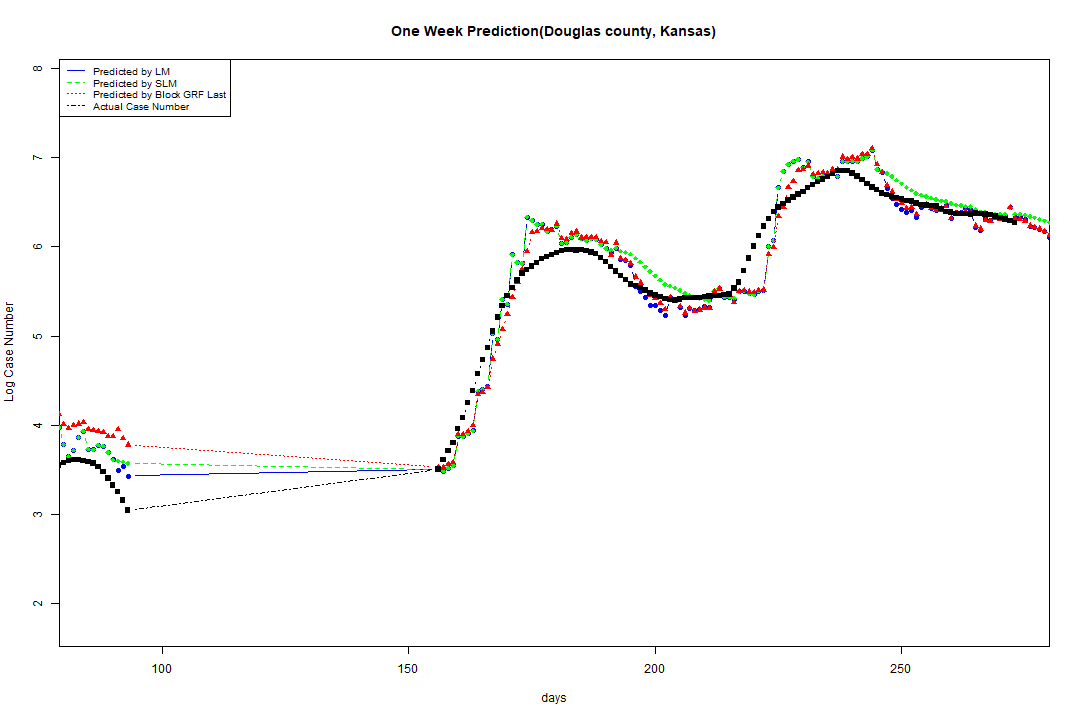 One Week Prediction(Douglas county, Kansas)
Predicted by LM
Predicted by SLM
Predicted by Block GRF Last
Actual Case Number
8
7
6
5
4
3
2
Log Case Number
100
150
200
250
days